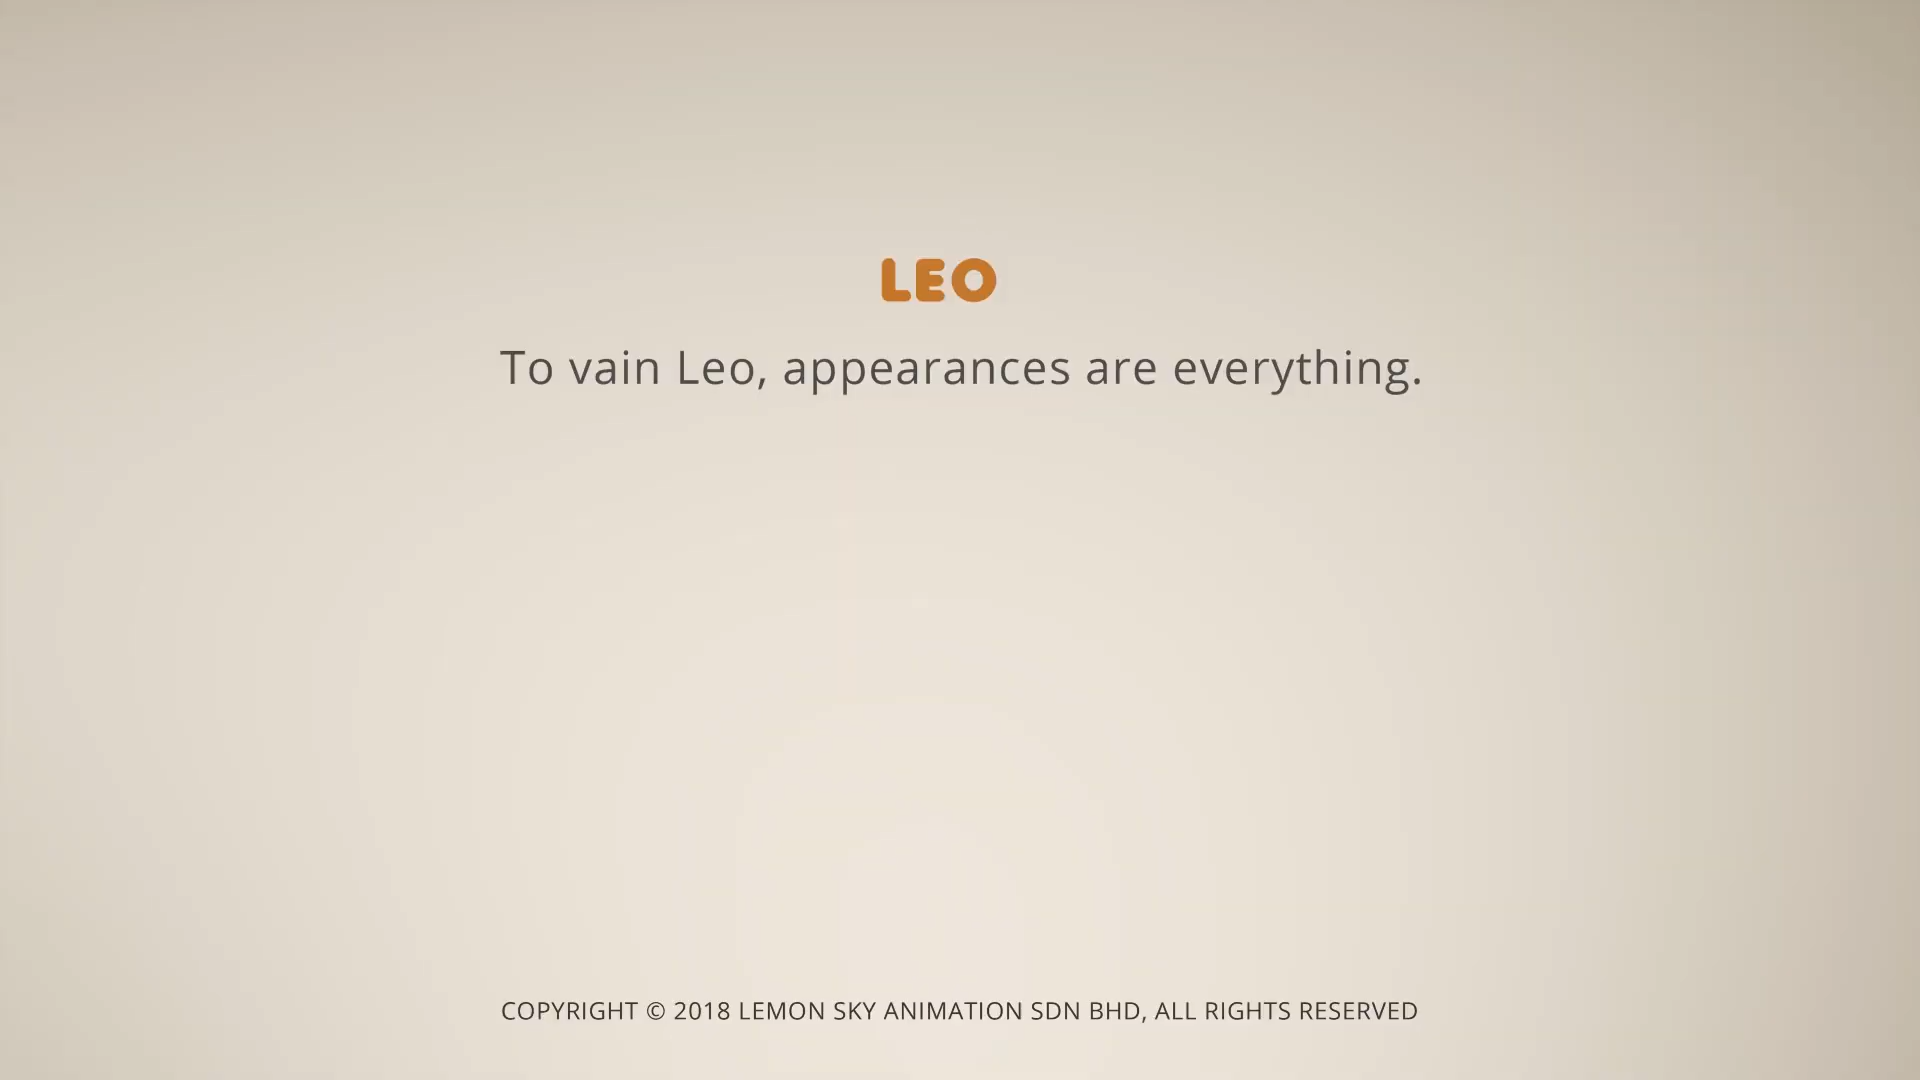 LEO
To vain Leo, appearances are everything.
COPYRIGHT © 2018 LEMON SKY ANIMATION SDN BHD, ALL RIGHTS RESERVED